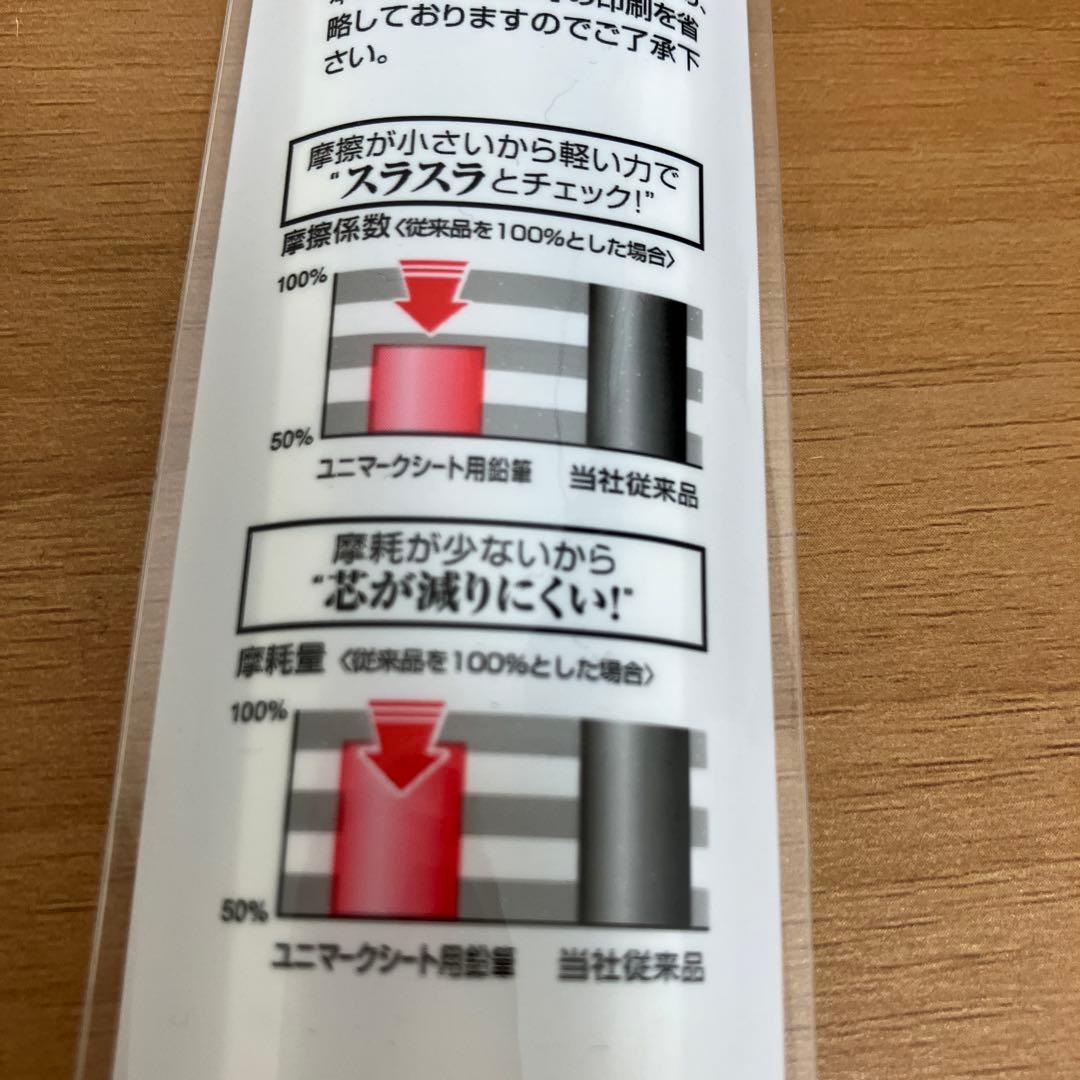 の印刷を省
略しておりますのでご了承下
さい。
摩擦が小さいから軽い力で
"スラスラとチェック!"
摩擦係数〈従来品を100%とした場合〉
100%
50%
ユニマークシート用鉛筆 当社従来品
摩耗が少ないから
"芯が減りにくい!"
摩耗量〈従来品を100%とした場合〉
100%
50%
ユニマークシート用鉛筆 当社従来品